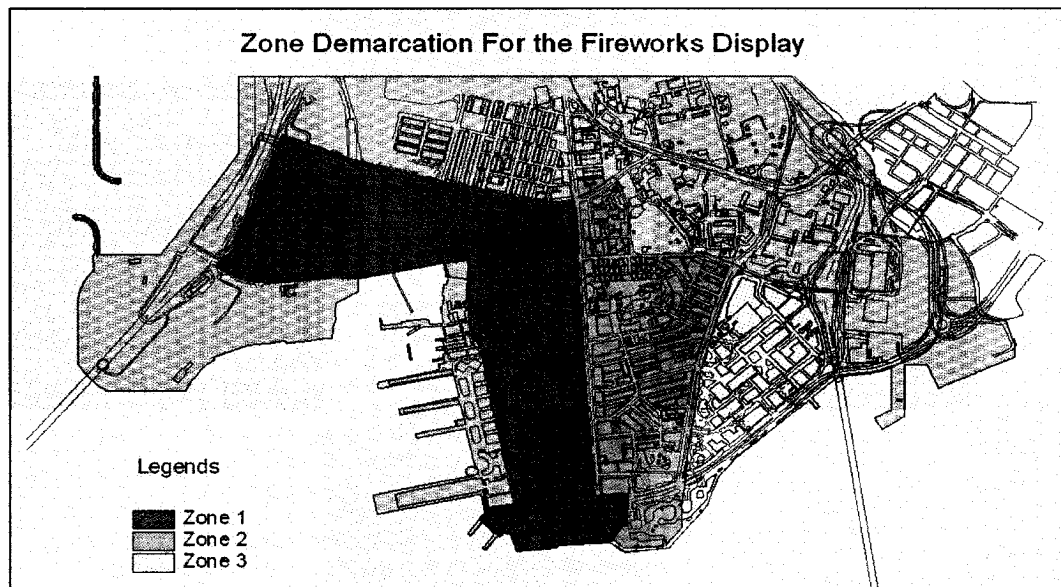 Zone Demarcation For the Fireworks Display
Legends
Zone 1
Zone 2
Zone 3